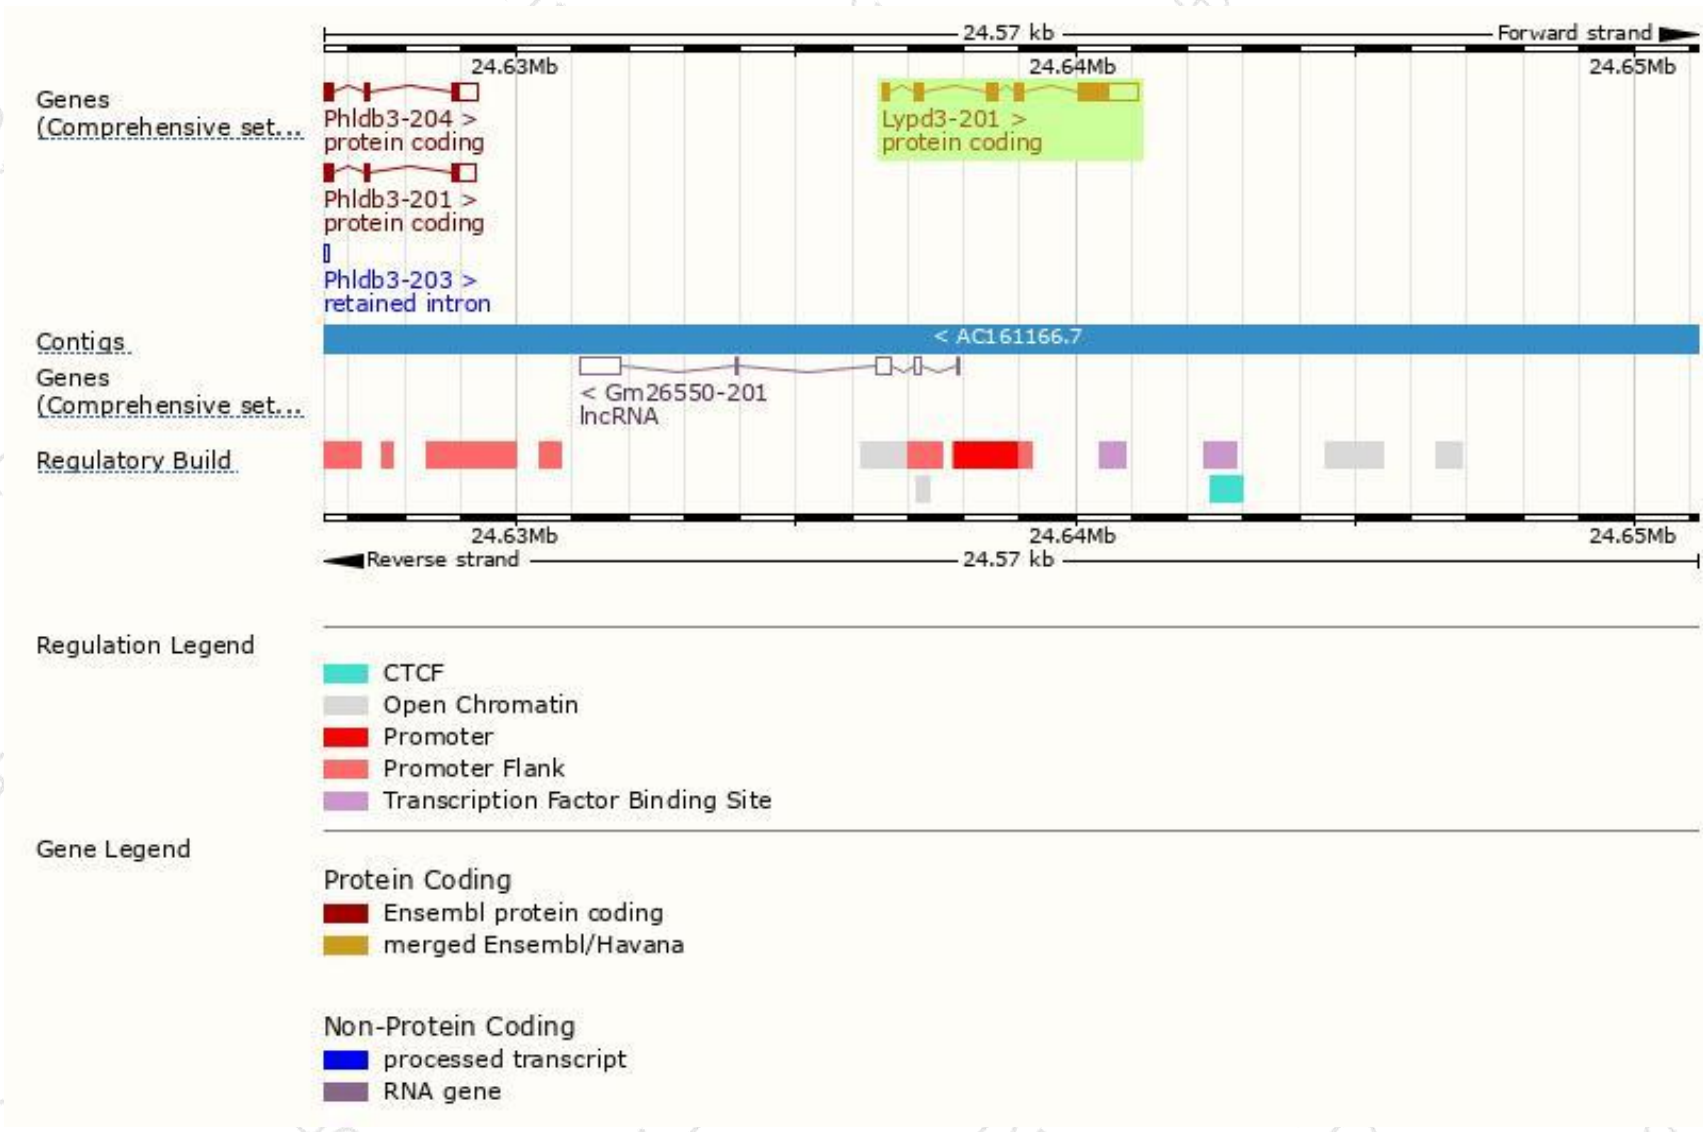 24.57 kb Forward strand
24.63Mb 24.64Mb 24.65Mb
Genes
(Comprehensive set...
Phldb3-204 >
protein coding
Lypd3-201 >
protein coding
Phldb3-201 >
protein coding
Phldb3-203 >
retained intron
Contigs
< AC161166.7
Genes
(Comprehensive set...
< Gm26550-201
lncRNA
Regulatory Build
24.63Mb 24.64Mb 24.65Mb
Reverse strand 24.57 kb
Regulation Legend
CTCF
Open Chromatin
Promoter
Promoter Flank
Transcription Factor Binding Site
Gene Legend
Protein Coding
Ensembl protein coding
merged Ensembl/Havana
Non-Protein Coding
processed transcript
RNA gene